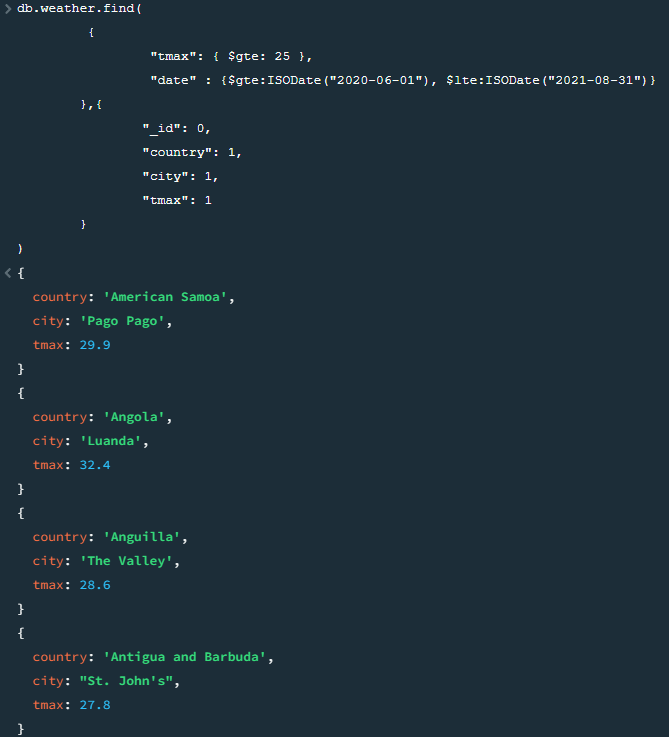 db.weather.find(
{
"tmax": { $gte: 25 },
"date" : {$gte:ISODate("2020-06-01"), $lte:ISODate("2021-08-31")}
},{
"_id": 0,
"country": 1,
"city": 1,
"tmax": 1
}
)
{
country: 'American Samoa',
city: 'Pago Pago',
tmax: 29.9
}
{
country: 'Angola',
city: 'Luanda',
tmax: 32.4
}
{
country: 'Anguilla',
city: 'The Valley',
tmax: 28.6
}
{
country: 'Antigua and Barbuda',
city: "St. John's",
tmax: 27.8
}